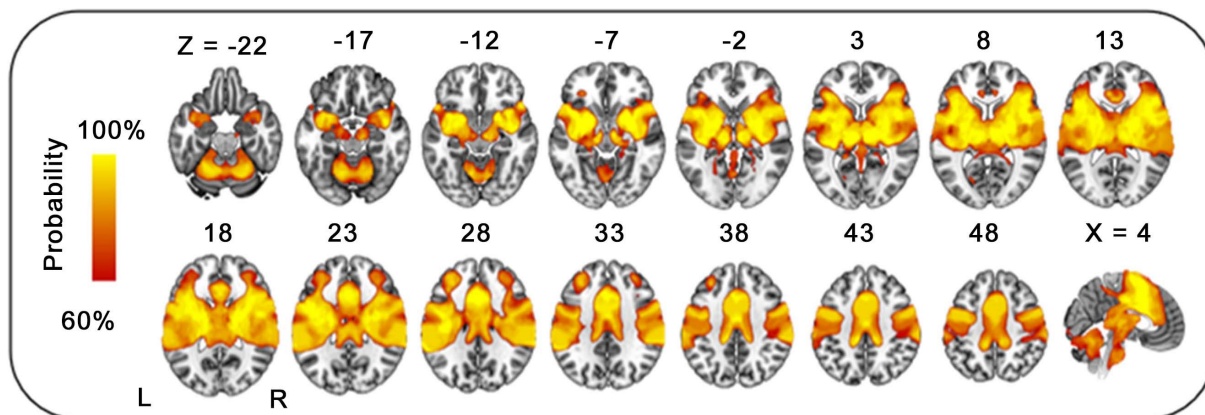 Z = -22 -17 -12 -7 -2 3 8 13
100%
Probability
60%
18 23 28 33 38 43 48 X = 4
L R